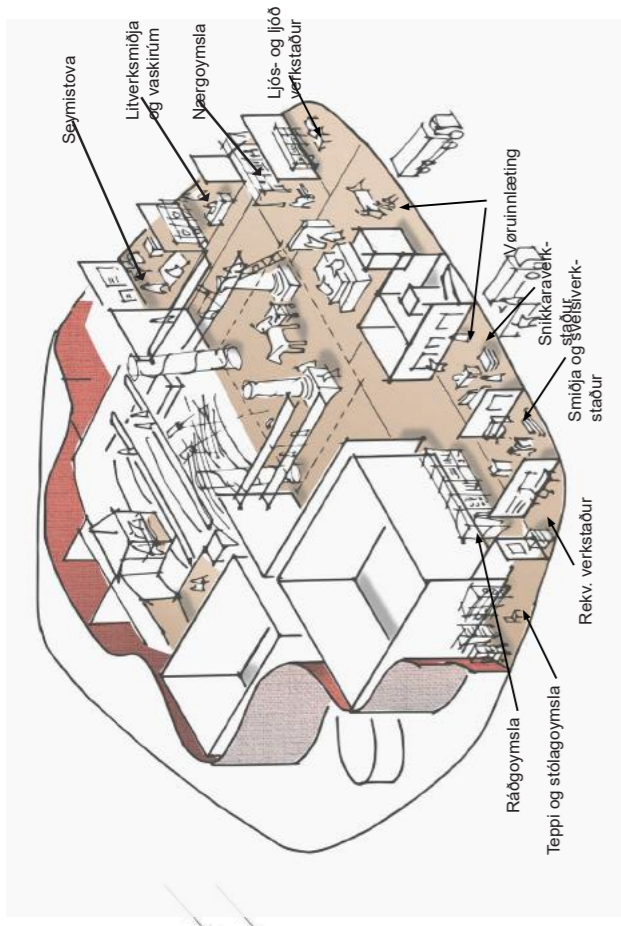 Seymistova
Litverksmiðja
og vaskirúm
Nærgoymsla
Ljós- og ljóð
verkstaður
Vøruinnlæting
Snikkaraverk-
staður
Smiðja og sveisiverk-
staður
Rekv. verkstaður
Ráðgoymsla
Teppi og stólagoymsla